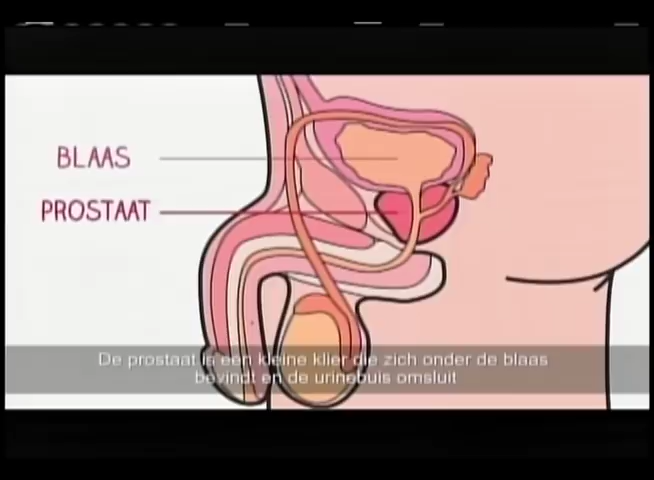 BLAAS
PROSTAAT
De prostaat is een kleine klier die zich onder de blaas
bevindt en de urinebuis omsluit